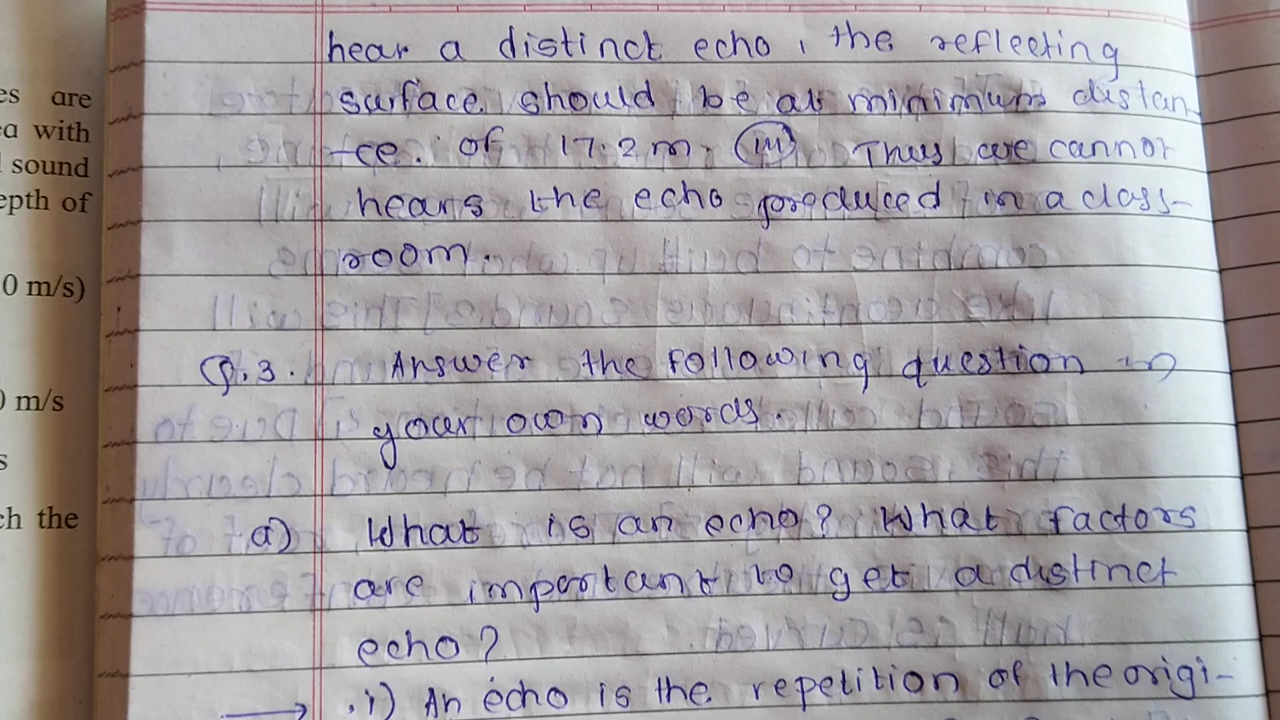 es are
ea with
sound
epth of
0 m/s)
0 m/s
s
ch the
hear a distinct echo, the reflecting
surface should be at minimum distan
-ce. of 17.2 m. (iii) Thus we cannot
hears the echo produced in a class-
room.
Q.3. Answer the following question in
your own words.
a) What is an echo? What factors
are important to get a distinct
echo?
→ .i) An echo is the repetition of the origi-